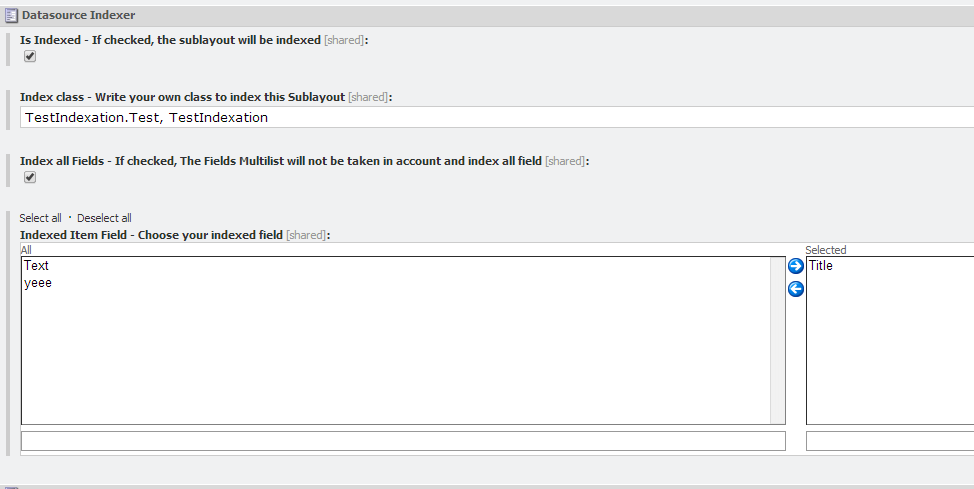 Datasource Indexer
Is Indexed - If checked, the sublayout will be indexed [shared]:
Index class - Write your own class to index this Sublayout [shared]:
TestIndexation.Test, TestIndexation
Index all Fields - If checked, The Fields Multilist will not be taken in account and index all field [shared]:
Select all · Deselect all
Indexed Item Field - Choose your indexed field [shared]:
All Selected
Text Title
yeee